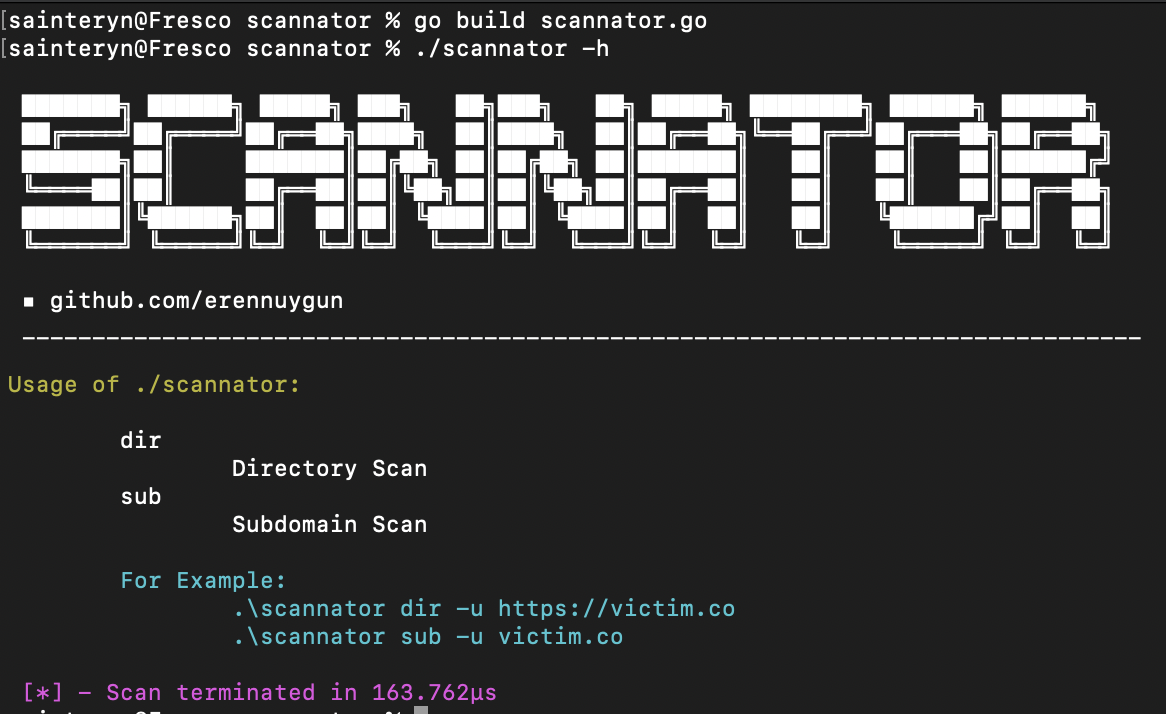 [sainteryn@Fresco scannator % go build scannator.go
[sainteryn@Fresco scannator % ./scannator -h
SCANNATOR
▪ github.com/erennuygun
--------------------------------------------------------------------------------
Usage of ./scannator:
dir
Directory Scan
sub
Subdomain Scan
For Example:
.\scannator dir -u https://victim.co
.\scannator sub -u victim.co
[*] - Scan terminated in 163.762µs